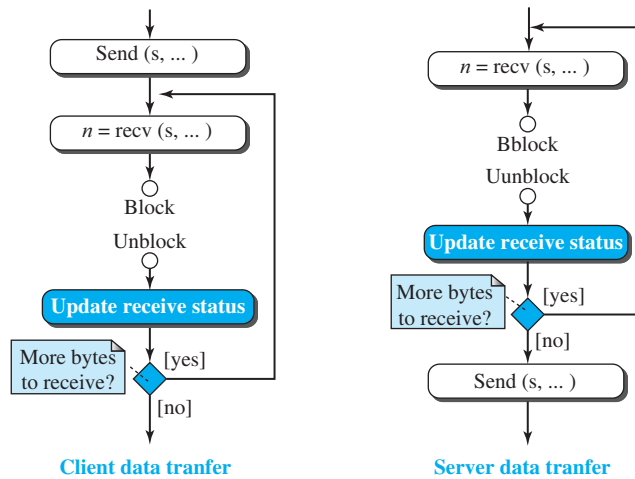 Send (s, ... )
n = recv (s, ... )
Block
Unblock
Update receive status
More bytes
to receive?
[yes]
[no]
Client data tranfer
n = recv (s, ... )
Bblock
Uunblock
Update receive status
More bytes
to receive?
[yes]
[no]
Send (s, ... )
Server data tranfer